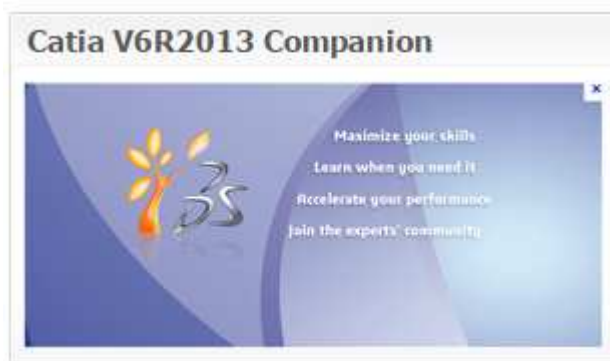 Catia V6R2013 Companion
Maximize your skills
Learn when you need it
Accelerate your performance
Join the experts' community